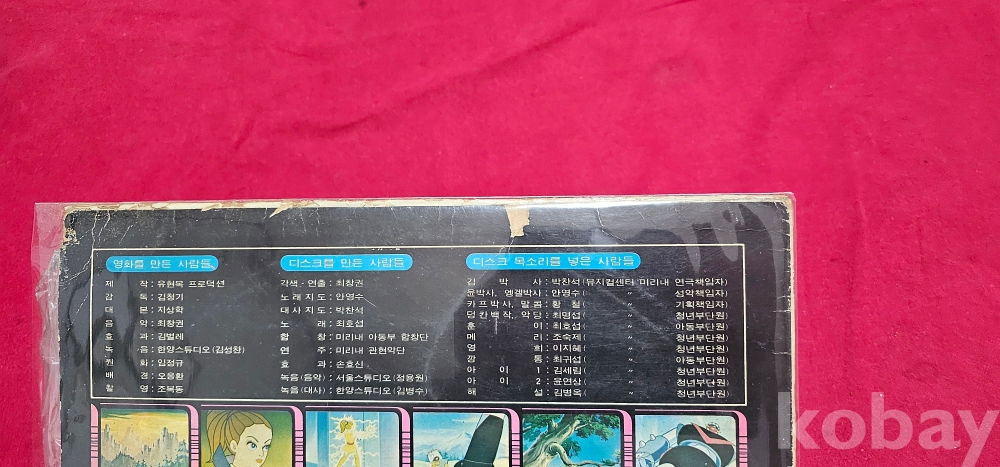 영화를 만든 사람들
제 작 : 유현목 프로덕션
감 독 : 김청기
대 본 : 지상학
음 악 : 최창권
효 과 : 김벌레
녹 음 : 한양스튜디오(김성찬)
원 화 : 임정규
배 경 : 오응환
촬 영 : 조복동
디스크를 만든 사람들
각색·연출 : 최창권
노래지도 : 안영수
대사지도 : 박찬석
노 래 : 최호섭
합 창 : 미리내 아동부 합창단
연 주 : 미리내 관현악단
효 과 : 손효신
녹음(음악) : 서울스튜디오(정용원)
녹음(대사) : 한양스튜디오(김병수)
디스크 목소리를 넣은 사람들
김 박 사 : 박찬석(뮤지컬센터 미리내 연극책임자)
윤박사, 엥겔박사 : 안영수( 〃 성악책임자)
카프박사, 말콤 : 황 철( 〃 기획책임자)
덩칸백작, 악당 : 최명섭( 〃 청년부단원)
훈 이 : 최호섭( 〃 아동부단원)
메 리 : 조숙제( 〃 청년부단원)
영 희 : 이지혜( 〃 청년부단원)
깡 통 : 최귀섭( 〃 아동부단원)
아 이 1 : 김세림( 〃 청년부단원)
아 이 2 : 윤연상( 〃 청년부단원)
해 설 : 김병옥( 〃 청년부단원)
kobay